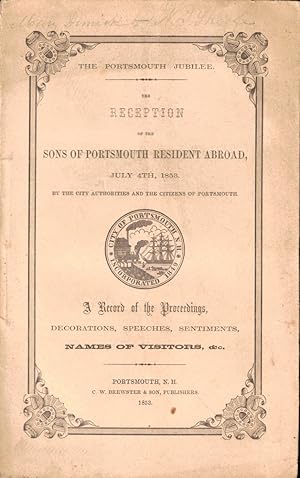 THE PORTSMOUTH JUBILEE.
THE
RECEPTION
OF THE
SONS OF PORTSMOUTH RESIDENT ABROAD,
JULY 4TH, 1853.
BY THE CITY AUTHORITIES AND THE CITIZENS OF PORTSMOUTH.
CITY OF PORTSMOUTH N.H.
INCORPORATED 1849
A Record of the Proceedings,
DECORATIONS, SPEECHES, SENTIMENTS,
NAMES OF VISITORS, &c.
PORTSMOUTH, N. H.
C. W. BREWSTER & SON, PUBLISHERS.
1853.